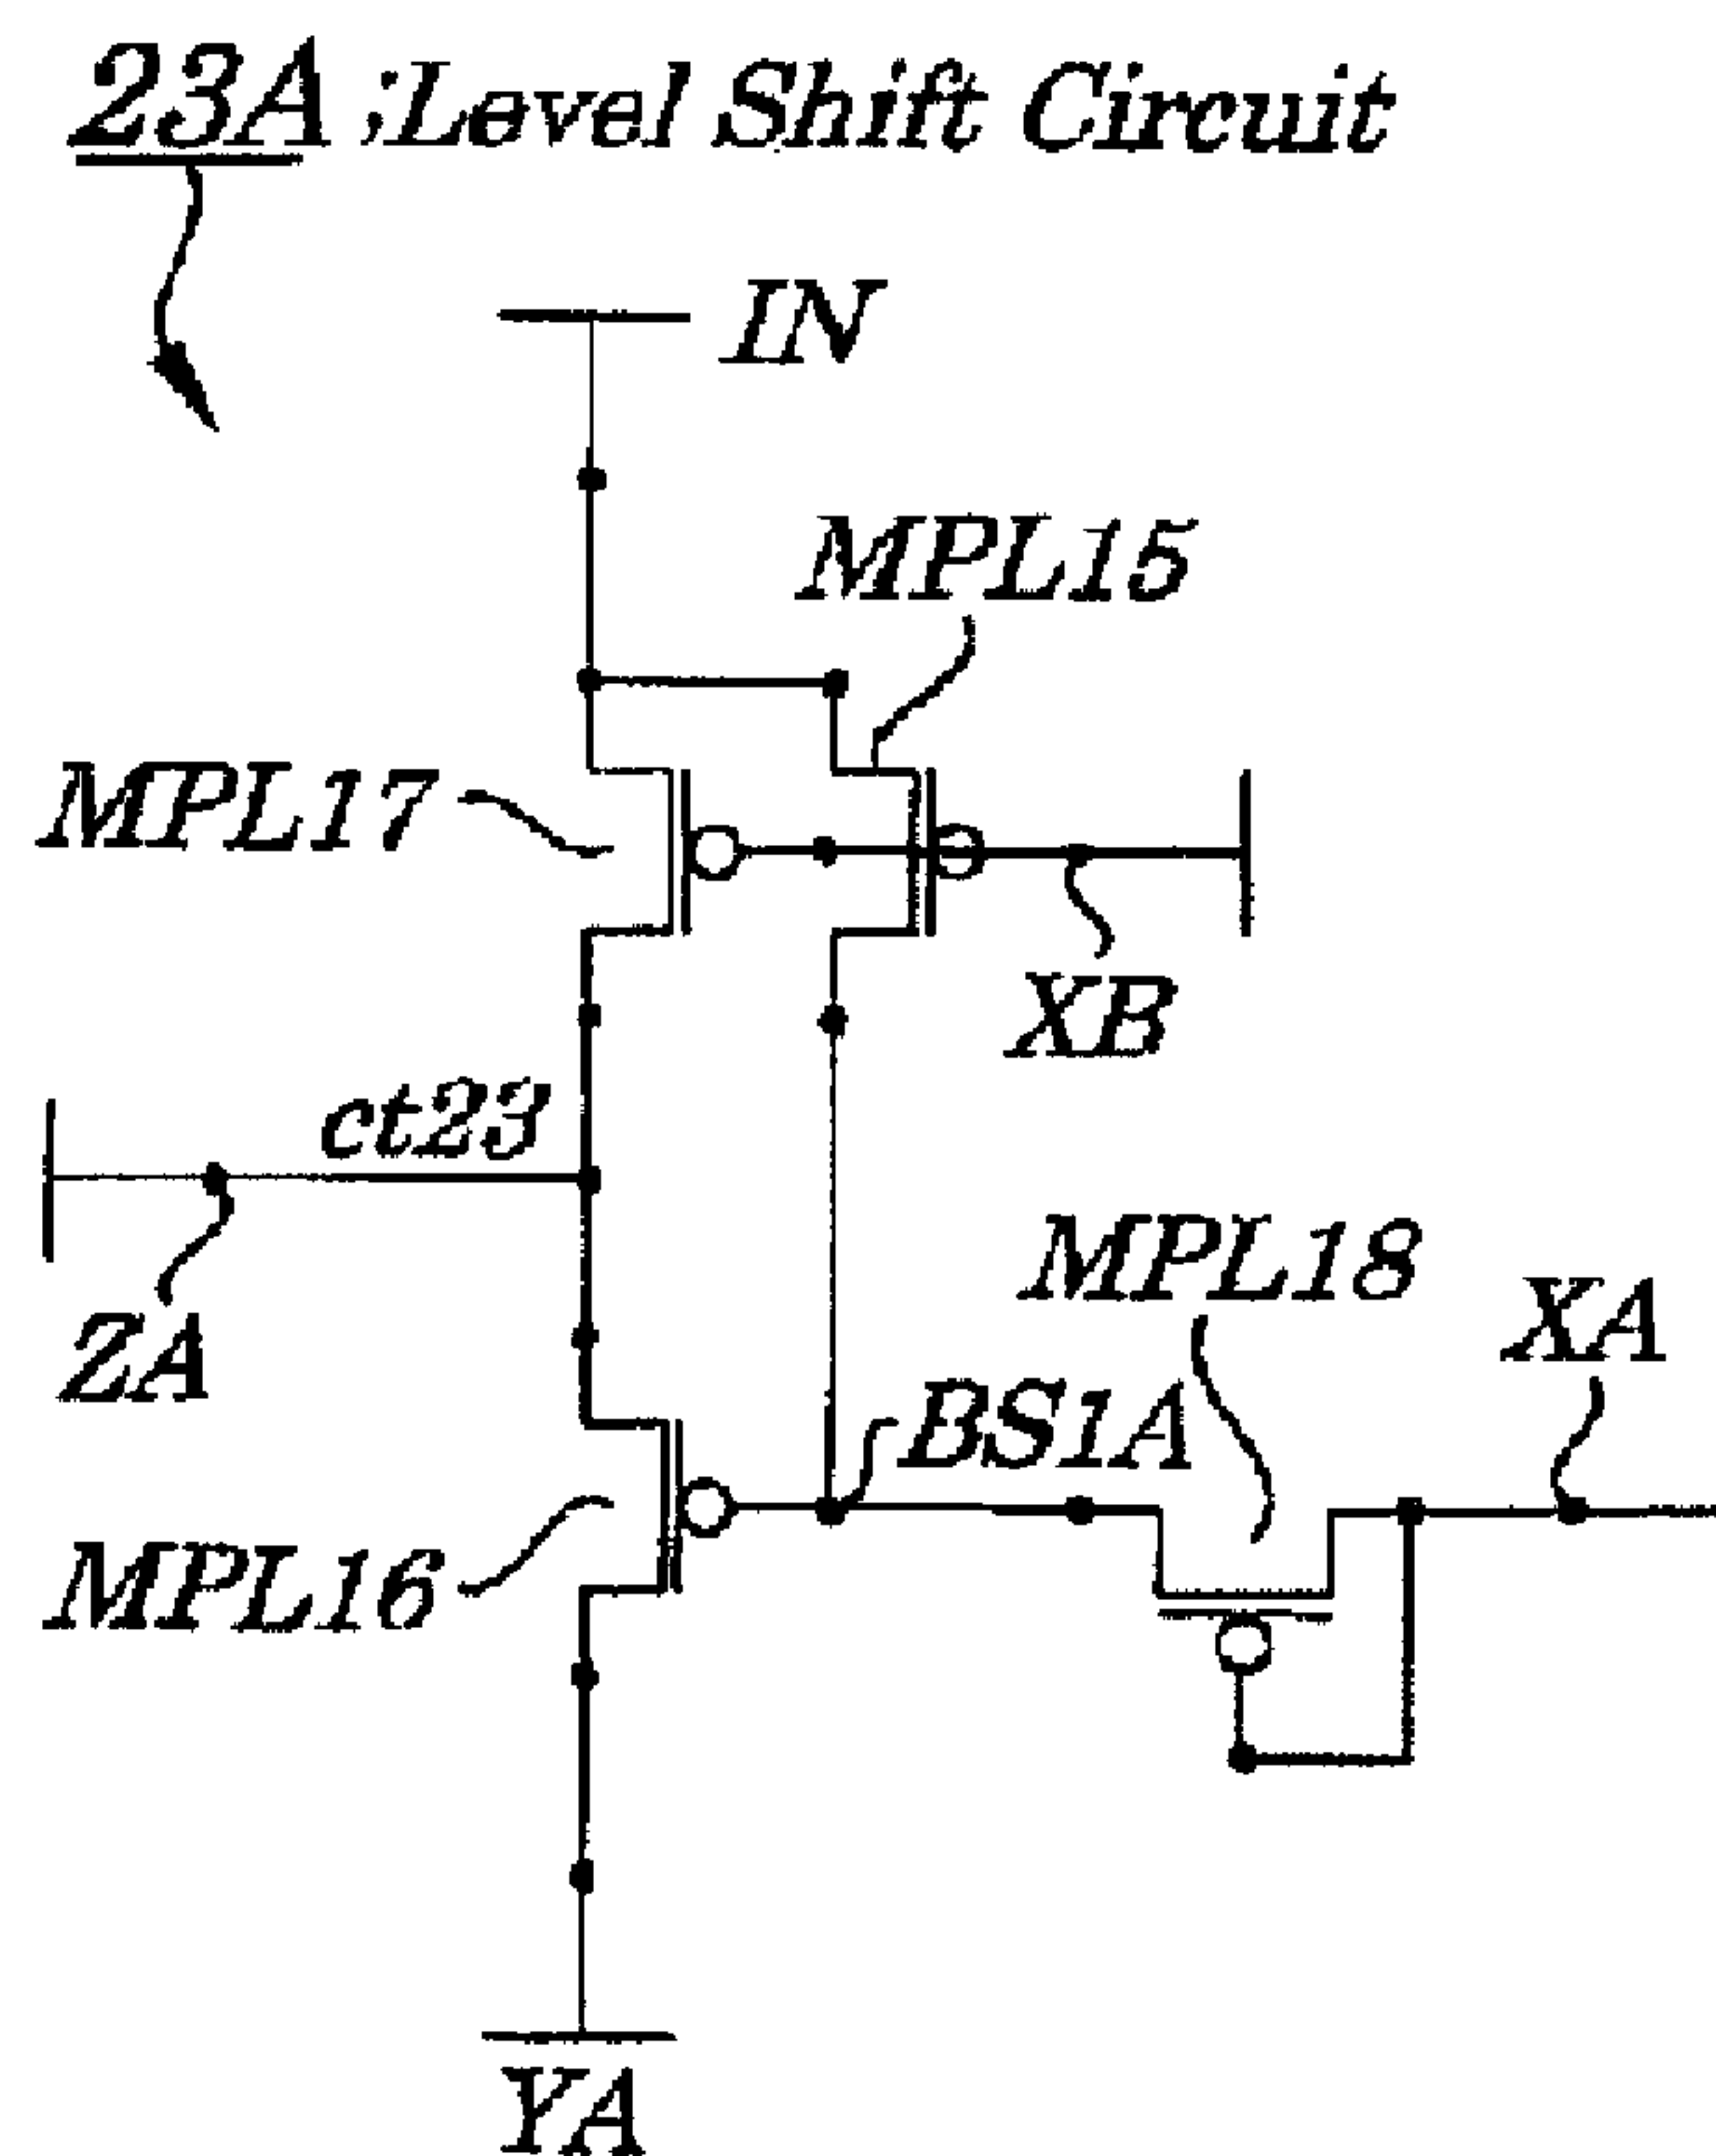 23A :Level Shift Circuit
IN
MPL15
MPL17
XB
ct23
ZA
MPL18
XA
BS1A
MPL16
YA